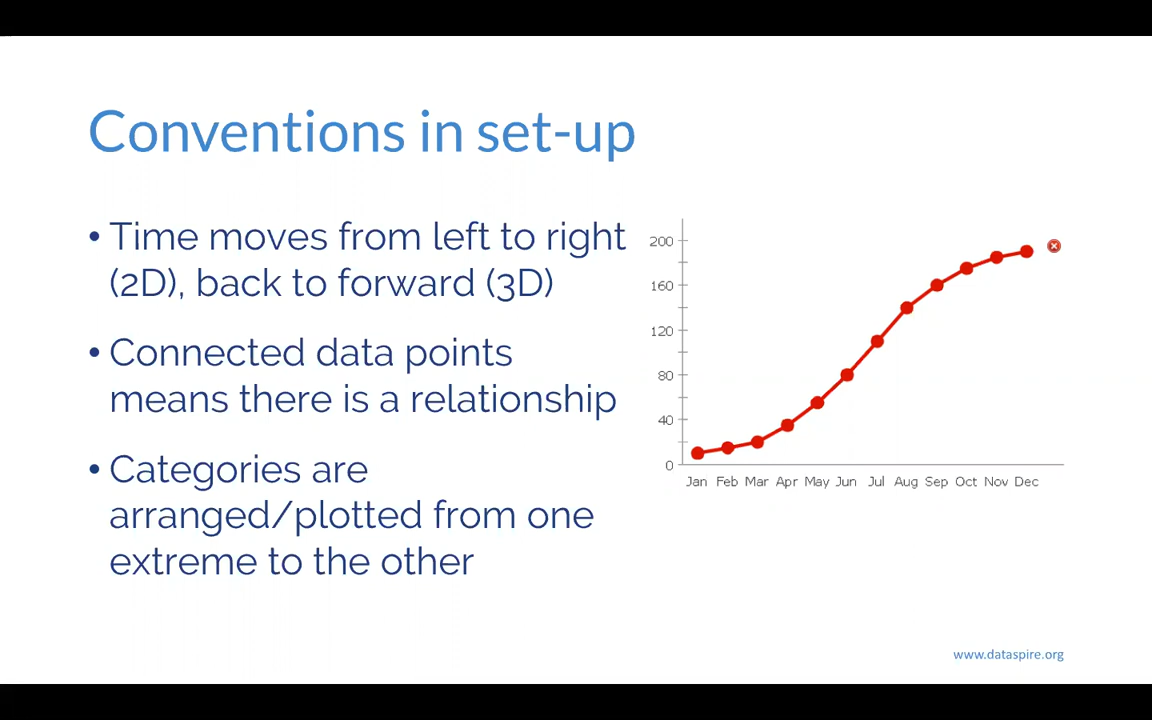 Conventions in set-up
• Time moves from left to right
(2D), back to forward (3D)
• Connected data points
means there is a relationship
• Categories are
arranged/plotted from one
extreme to the other
200
160
120
80
40
0
Jan Feb Mar Apr May Jun Jul Aug Sep Oct Nov Dec
www.dataspire.org